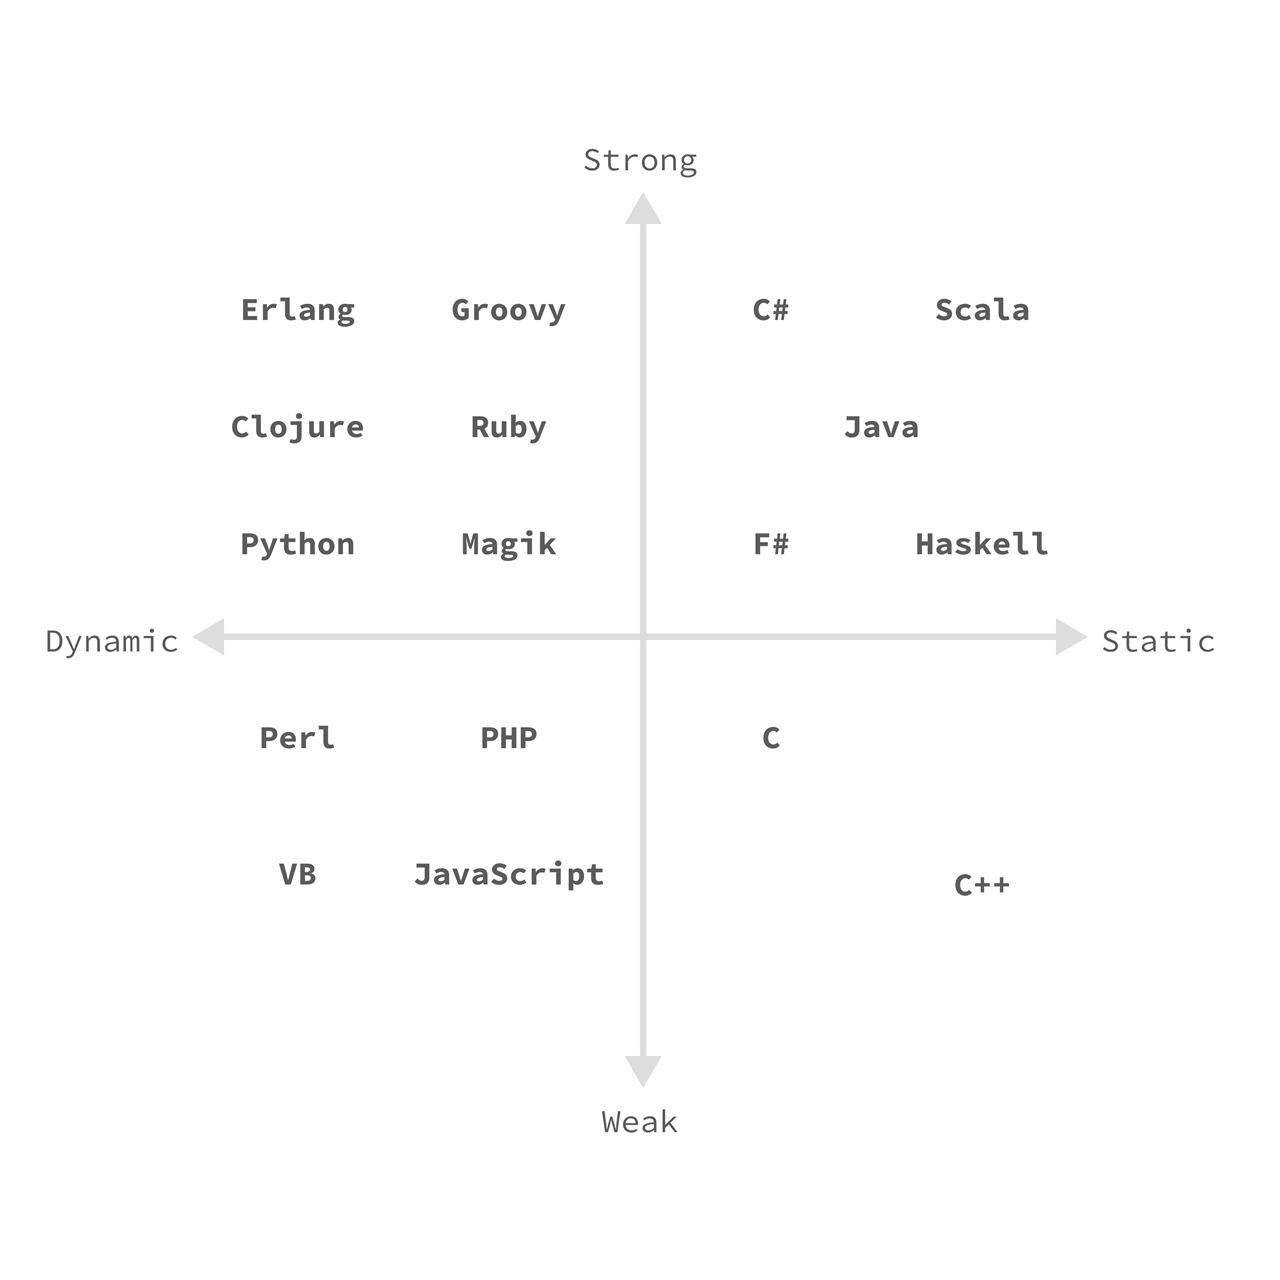 Strong
Erlang Groovy C# Scala
Clojure Ruby Java
Python Magik F# Haskell
Dynamic Static
Perl PHP C
VB JavaScript C++
Weak